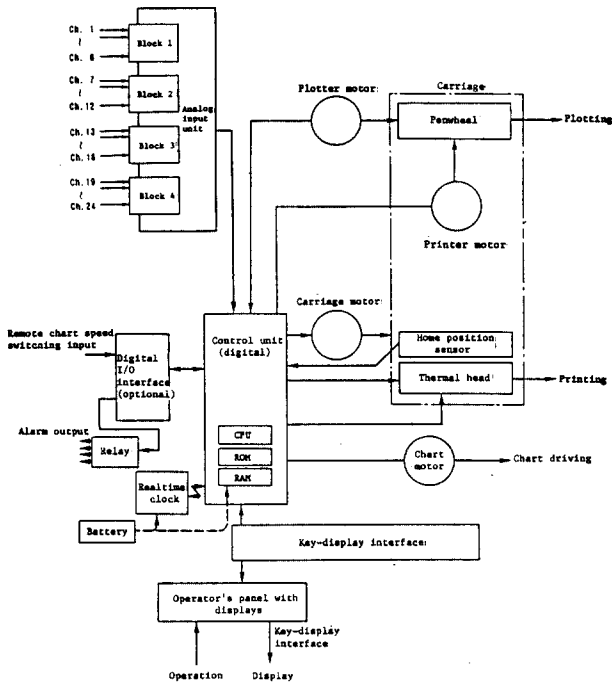 Ch. 1
≀
Ch. 6
Block 1
Ch. 7
≀
Ch. 12
Block 2
Analog
input
unit
Ch. 13
≀
Ch. 18
Block 3
Ch. 19
≀
Ch. 24
Block 4
Plotter motor
Carriage
Penwheel
Plotting
Printer motor
Carriage motor
Remote chart speed
switching input
Digital
I/O
interface
(optional)
Control unit
(digital)
Home position
sensor
Thermal head
Printing
Alarm output
Relay
CPU
ROM
RAM
Chart
motor
Chart driving
Realtime
clock
Battery
Key-display interface
Operator's panel with
displays
Key-display
interface
Operation
Display